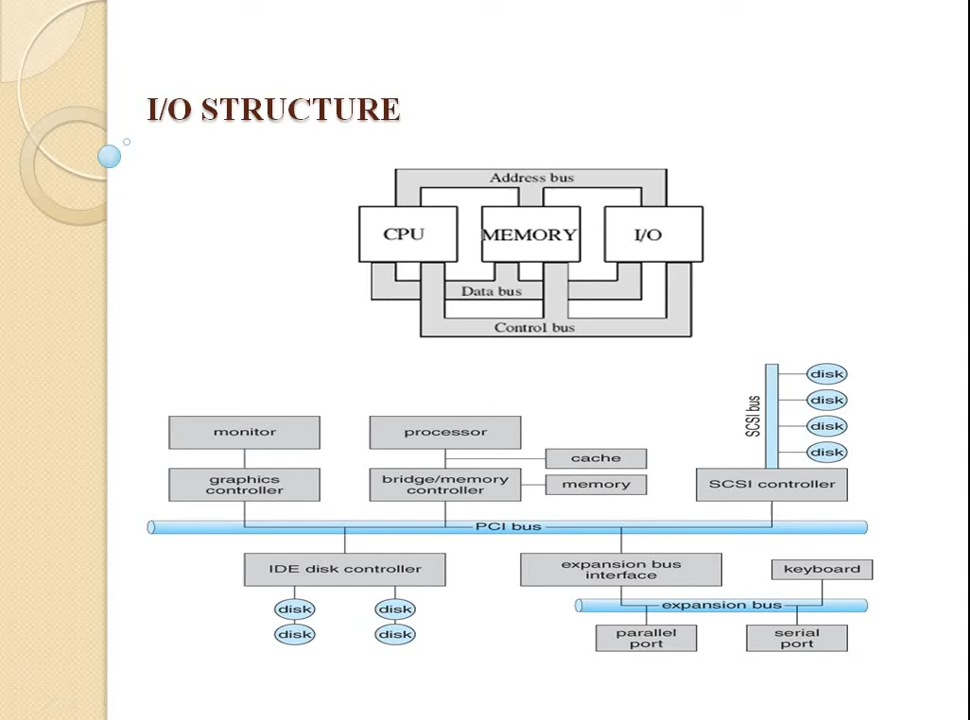 I/O STRUCTURE
Address bus
CPU
MEMORY
I/O
Data bus
Control bus
SCSI bus
disk
disk
disk
disk
monitor
processor
cache
graphics
controller
bridge/memory
controller
memory
SCSI controller
PCI bus
IDE disk controller
expansion bus
interface
keyboard
disk
disk
disk
disk
expansion bus
parallel
port
serial
port